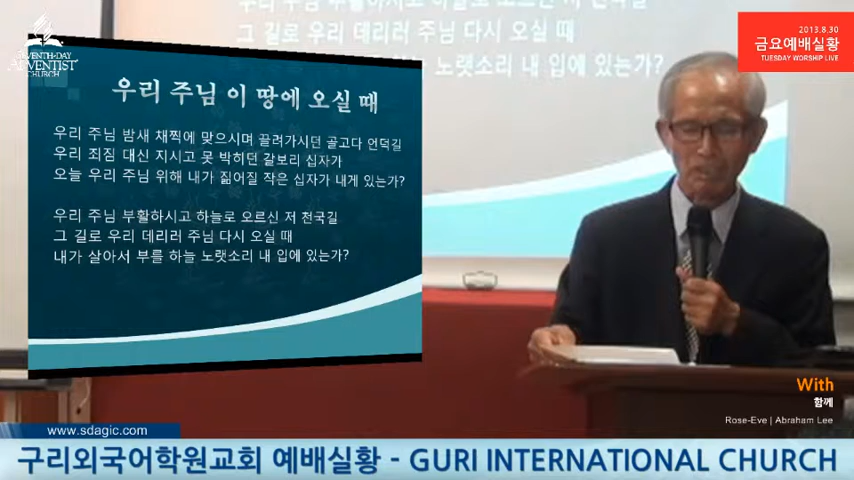 SEVENTH-DAY
ADVENTIST
CHURCH
우리 주님 이 땅에 오실 때
우리 주님 밤새 채찍에 맞으시며 끌려가시던 골고다 언덕길
우리 죄짐 대신 지시고 못 박히던 갈보리 십자가
오늘 우리 주님 위해 내가 짊어질 작은 십자가 내게 있는가?
우리 주님 부활하시고 하늘로 오르신 저 천국길
그 길로 우리 데리러 주님 다시 오실 때
내가 살아서 부를 하늘 노랫소리 내 입에 있는가?
그 길로 우리 데리러 주님 다시 오실 때
노랫소리 내 입에 있는가?
2013.8.30
금요예배실황
TUESDAY WORSHIP LIVE
With
함께
Rose-Eve | Abraham Lee
www.sdagic.com
구리외국어학원교회 예배실황 - GURI INTERNATIONAL CHURCH